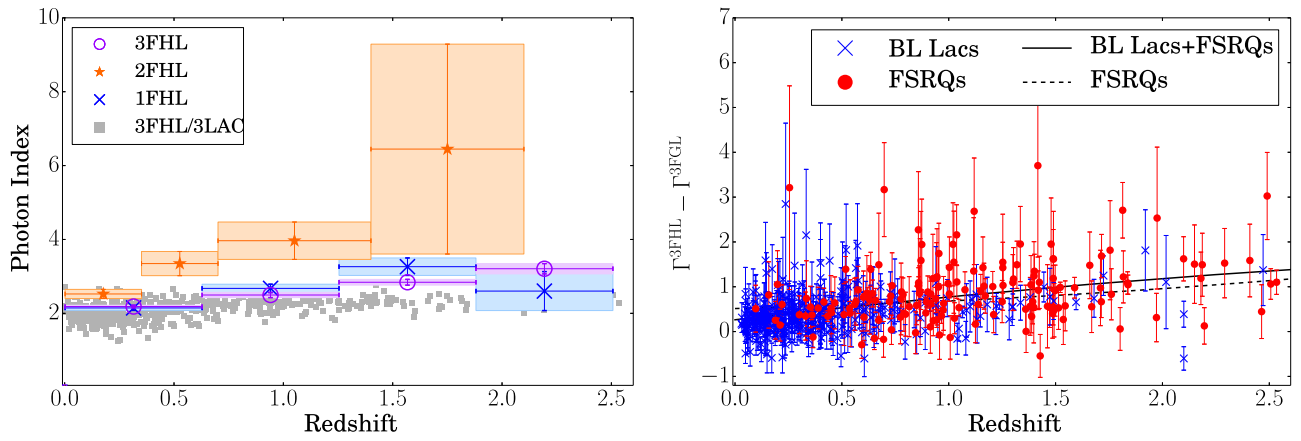 10
8
6
4
2
Photon Index
3FHL
2FHL
1FHL
3FHL/3LAC
0.0 0.5 1.0 1.5 2.0 2.5
Redshift
7
6
5
4
3
2
1
0
−1
Γ^3FHL − Γ^3FGL
BL Lacs
FSRQs
BL Lacs+FSRQs
FSRQs
0.0 0.5 1.0 1.5 2.0 2.5
Redshift